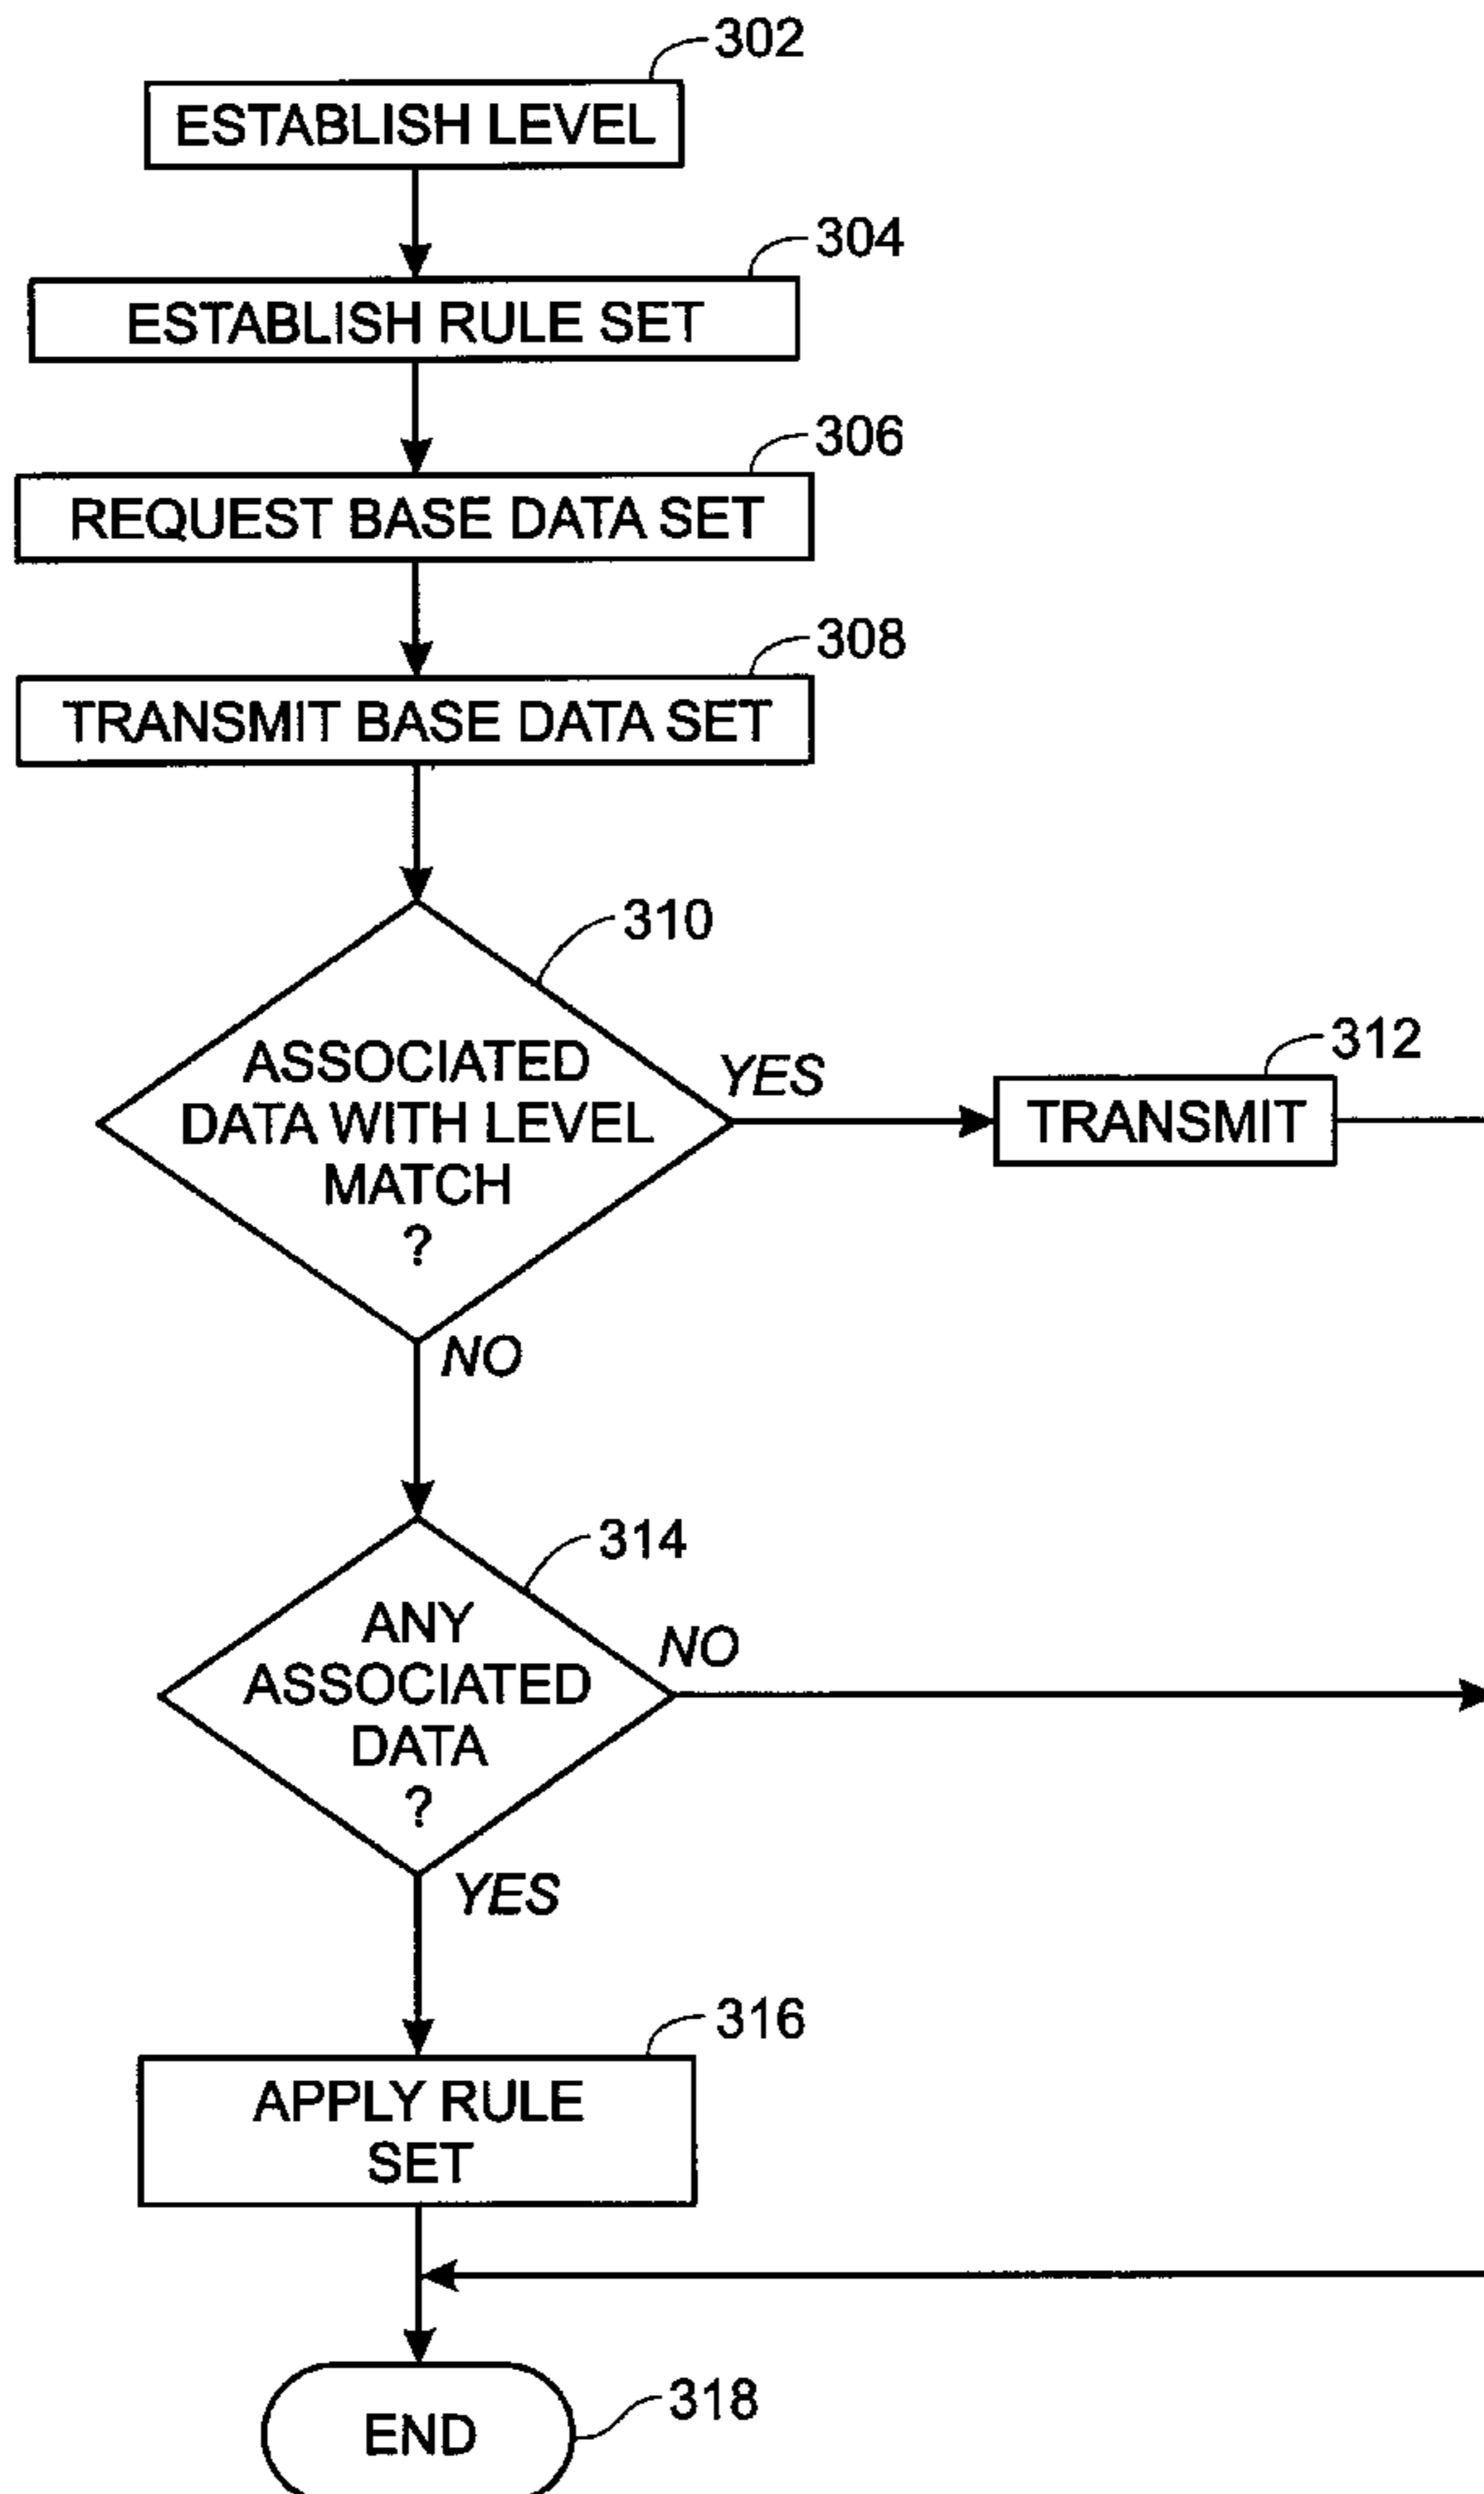 302
ESTABLISH LEVEL
304
ESTABLISH RULE SET
306
REQUEST BASE DATA SET
308
TRANSMIT BASE DATA SET
310
ASSOCIATED
DATA WITH LEVEL
MATCH
?
YES
312
TRANSMIT
NO
314
ANY
ASSOCIATED
DATA
?
NO
YES
316
APPLY RULE
SET
318
END